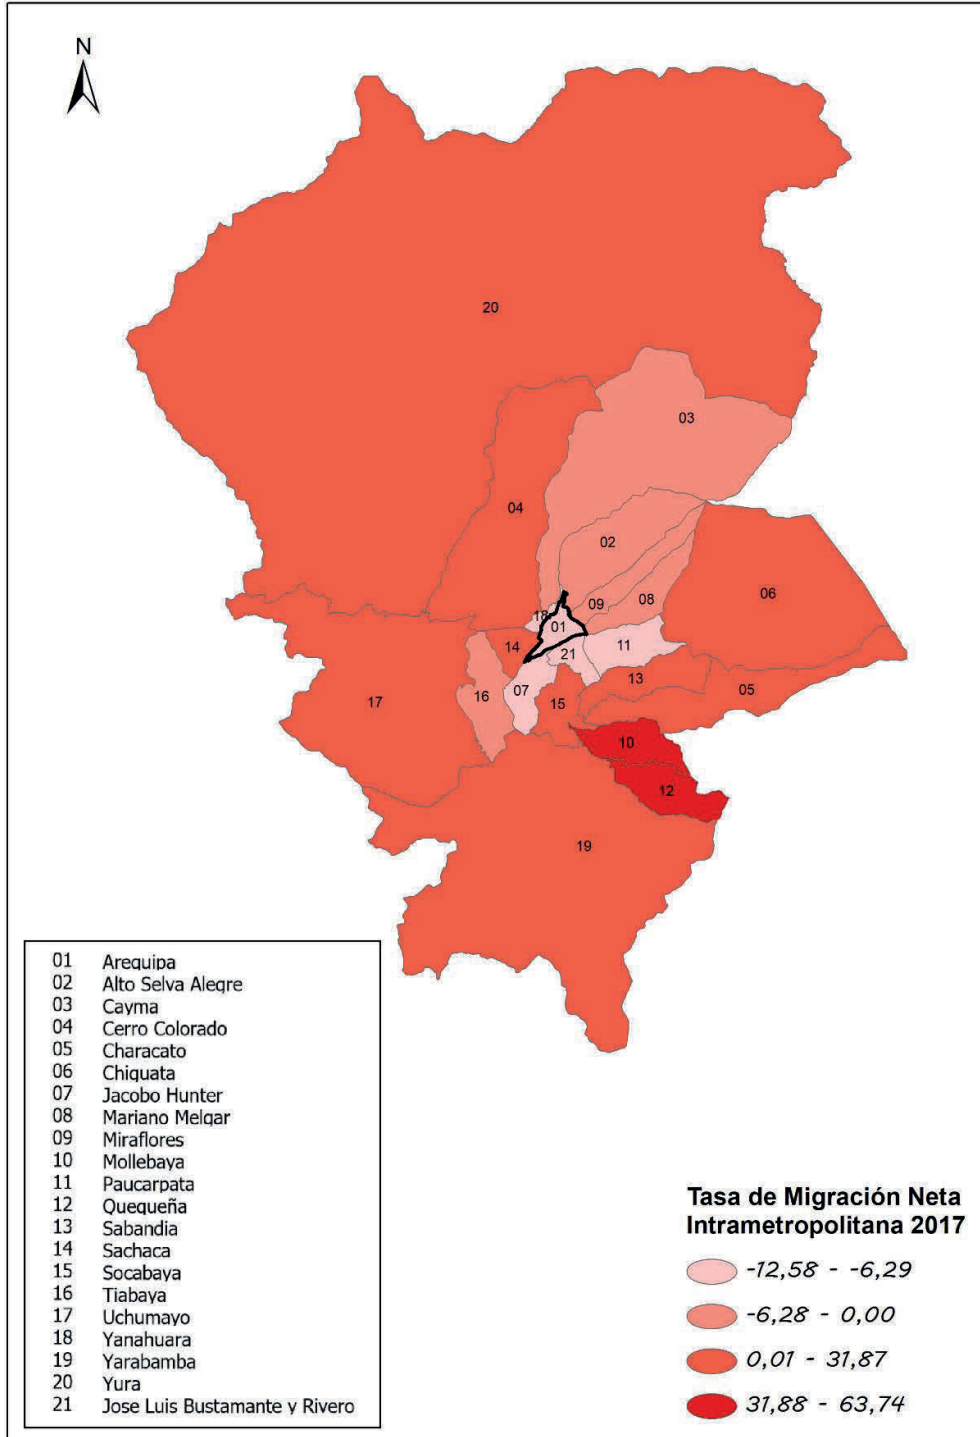 N
20
03
04
02
06
09
08
18
01
11
21
14
13
05
07
16
17
15
10
12
19
01 Arequipa
02 Alto Selva Alegre
03 Cayma
04 Cerro Colorado
05 Characato
06 Chiguata
07 Jacobo Hunter
08 Mariano Melgar
09 Miraflores
10 Mollebaya
11 Paucarpata
12 Quequeña
13 Sabandia
14 Sachaca
15 Socabaya
16 Tiabaya
17 Uchumayo
18 Yanahuara
19 Yarabamba
20 Yura
21 Jose Luis Bustamante y Rivero
Tasa de Migración Neta
Intrametropolitana 2017
-12,58 - -6,29
-6,28 - 0,00
0,01 - 31,87
31,88 - 63,74